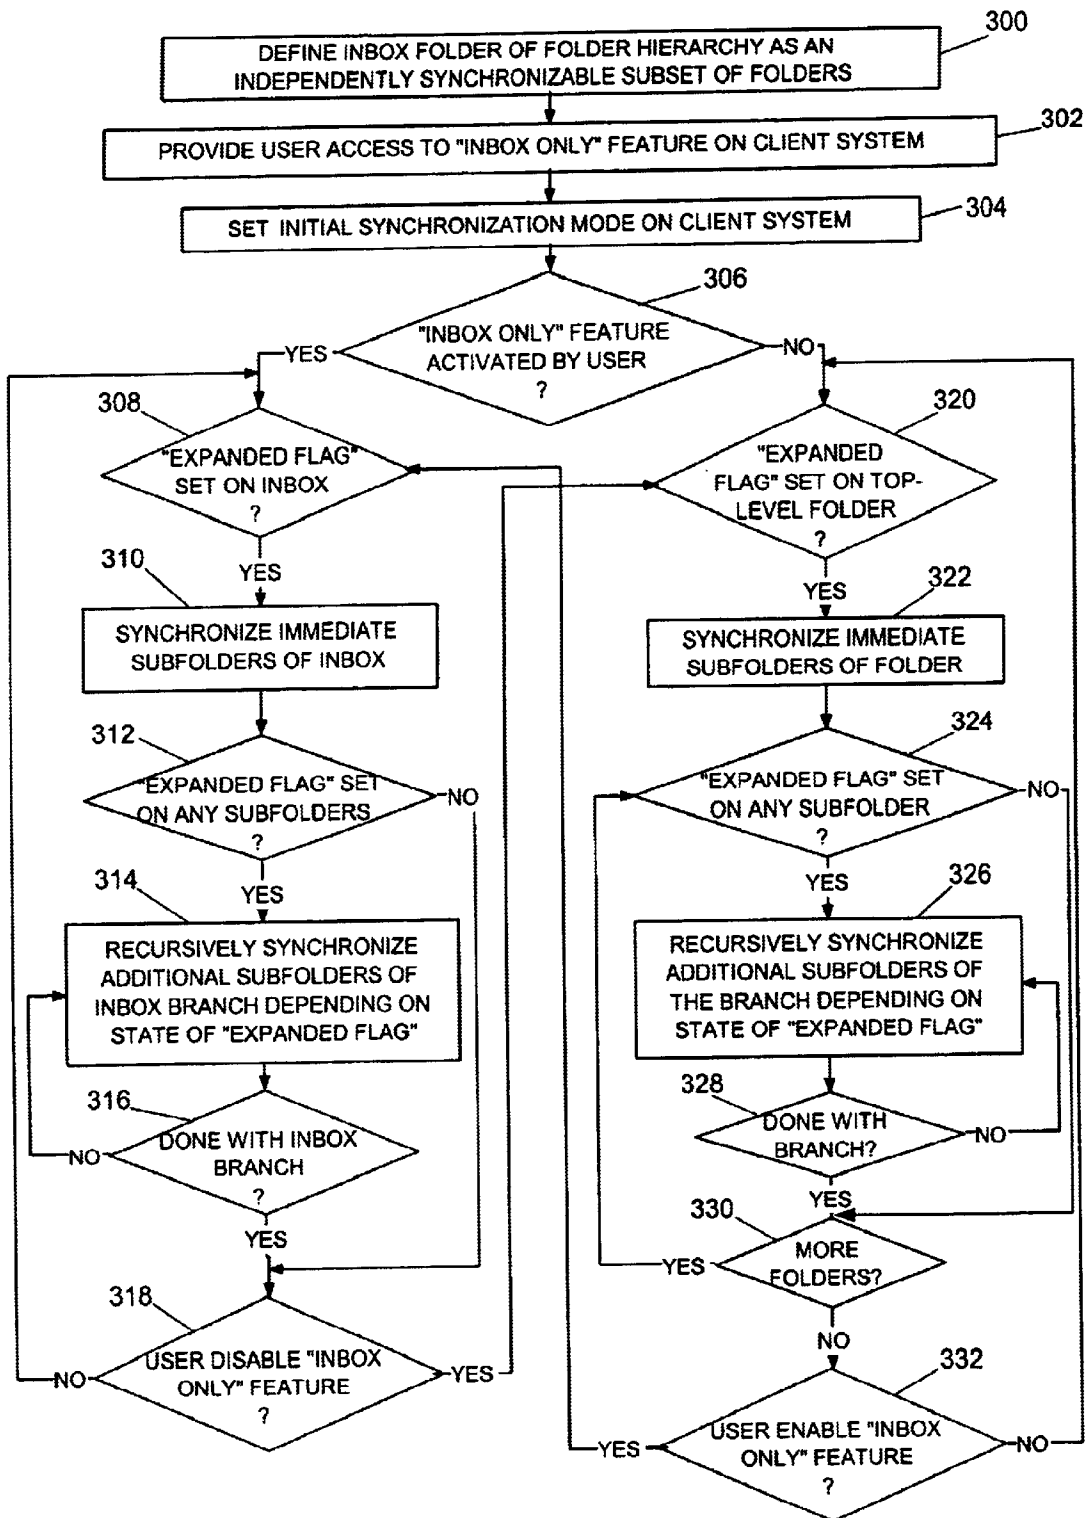 300
DEFINE INBOX FOLDER OF FOLDER HIERARCHY AS AN
INDEPENDENTLY SYNCHRONIZABLE SUBSET OF FOLDERS
302
PROVIDE USER ACCESS TO "INBOX ONLY" FEATURE ON CLIENT SYSTEM
304
SET INITIAL SYNCHRONIZATION MODE ON CLIENT SYSTEM
306
"INBOX ONLY" FEATURE
ACTIVATED BY USER
?
YES
NO
308
"EXPANDED FLAG"
SET ON INBOX
?
YES
310
SYNCHRONIZE IMMEDIATE
SUBFOLDERS OF INBOX
312
"EXPANDED FLAG" SET
ON ANY SUBFOLDERS
?
NO
YES
314
RECURSIVELY SYNCHRONIZE
ADDITIONAL SUBFOLDERS OF
INBOX BRANCH DEPENDING ON
STATE OF "EXPANDED FLAG"
316
DONE WITH INBOX
BRANCH
?
NO
YES
318
USER DISABLE "INBOX
ONLY" FEATURE
?
NO
YES
320
"EXPANDED
FLAG" SET ON TOP-
LEVEL FOLDER
?
YES
322
SYNCHRONIZE IMMEDIATE
SUBFOLDERS OF FOLDER
324
"EXPANDED FLAG" SET
ON ANY SUBFOLDER
?
NO
YES
326
RECURSIVELY SYNCHRONIZE
ADDITIONAL SUBFOLDERS OF
THE BRANCH DEPENDING ON
STATE OF "EXPANDED FLAG"
328
DONE WITH
BRANCH?
NO
YES
330
MORE
FOLDERS?
YES
NO
332
USER ENABLE "INBOX
ONLY" FEATURE
?
YES
NO